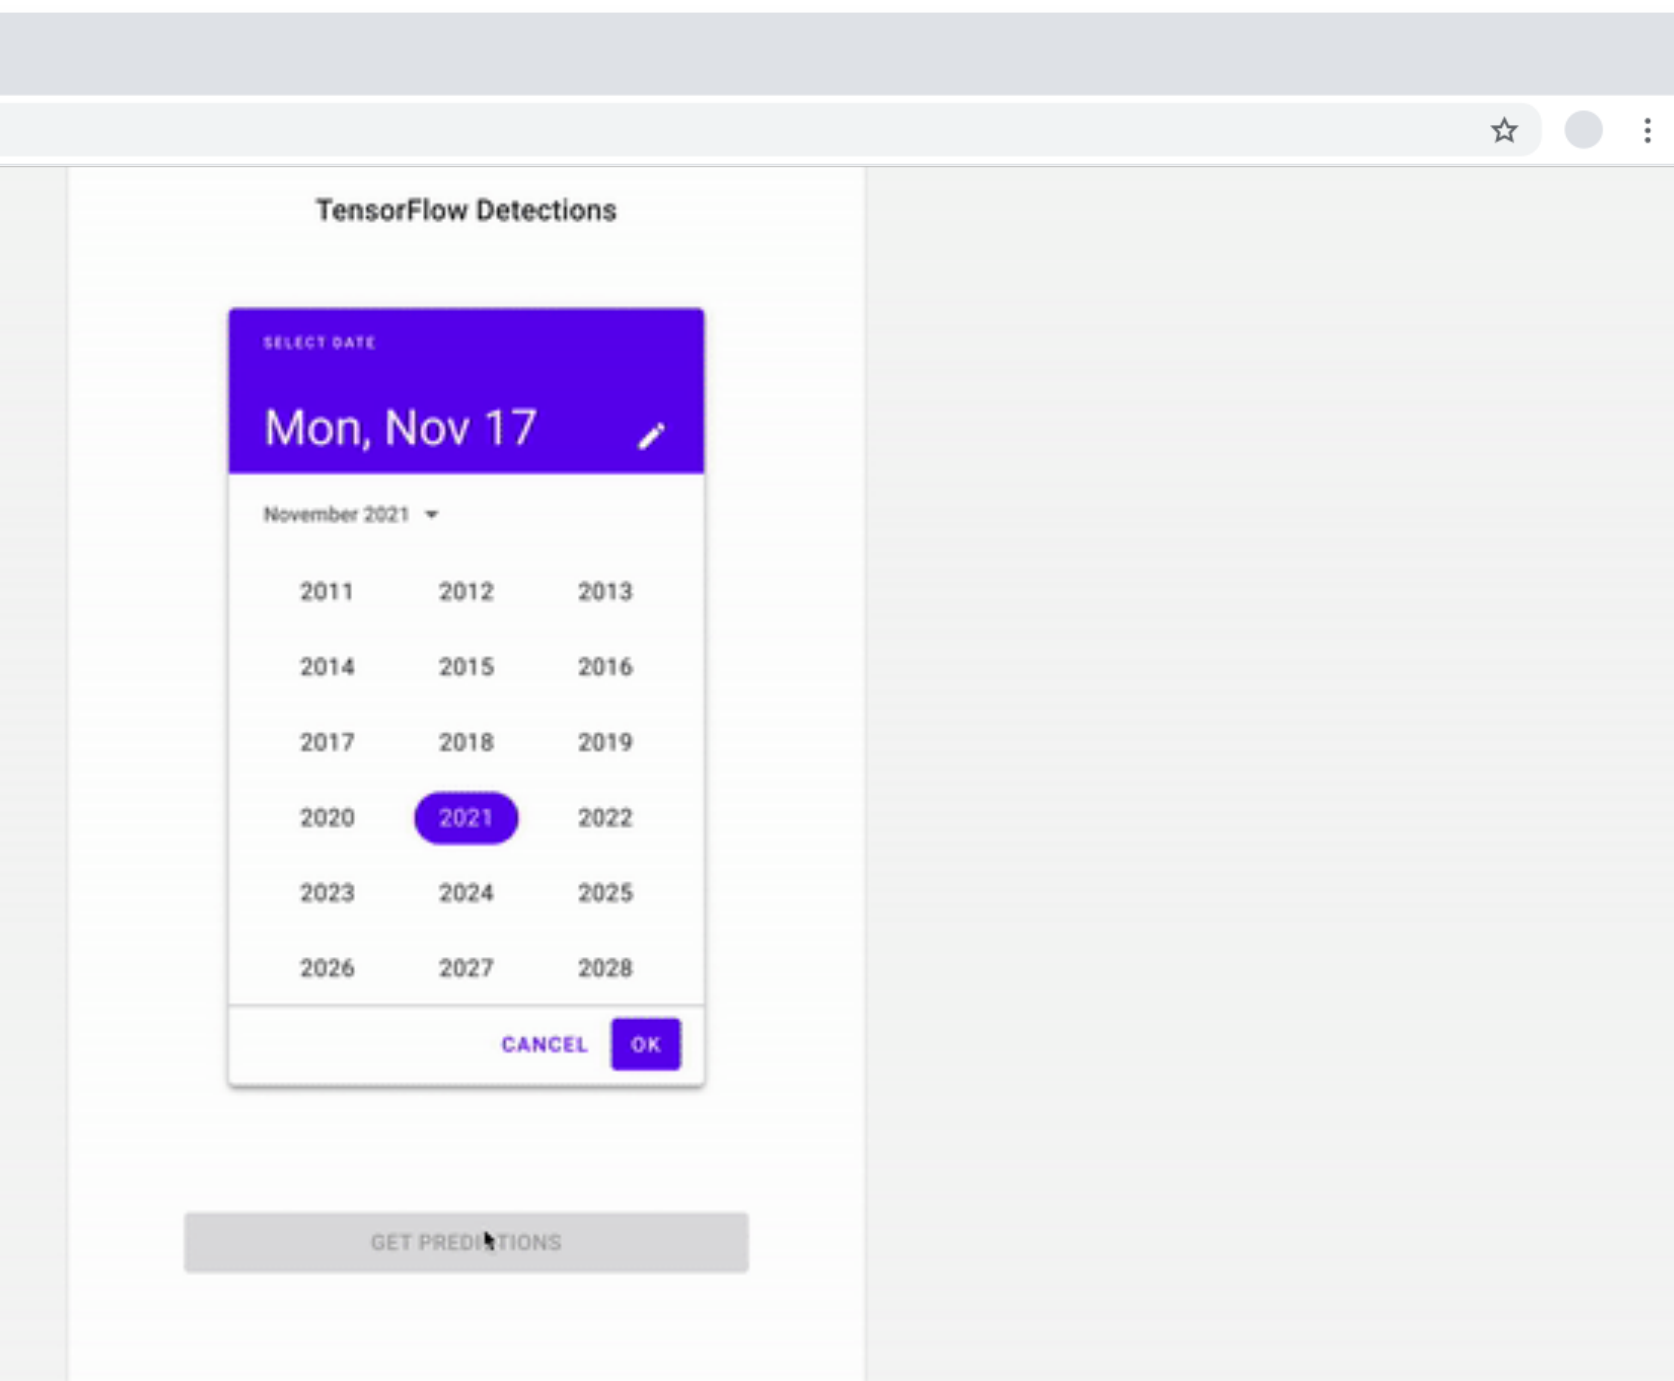 TensorFlow Detections
SELECT DATE
Mon, Nov 17
November 2021
2011 2012 2013
2014 2015 2016
2017 2018 2019
2020 2021 2022
2023 2024 2025
2026 2027 2028
CANCEL OK
GET PREDICTIONS